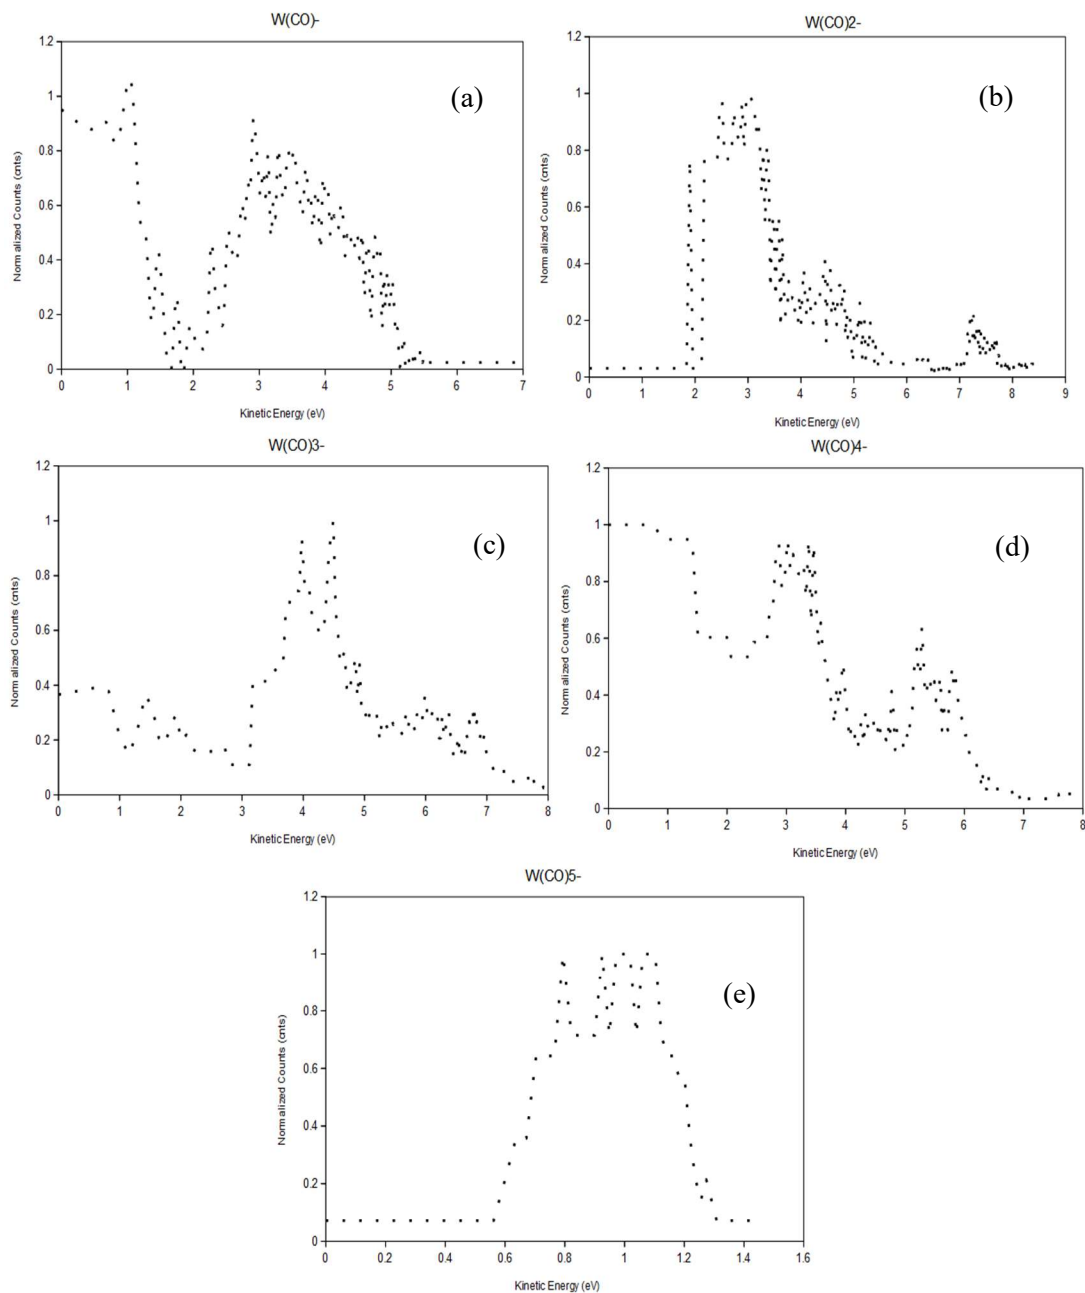 W(CO)-
1.2
1
0.8
0.6
0.4
0.2
0
0 1 2 3 4 5 6 7
Normalized Counts (cnts)
Kinetic Energy (eV)
(a)
W(CO)2-
1.2
1
0.8
0.6
0.4
0.2
0
0 1 2 3 4 5 6 7 8 9
Normalized Counts (cnts)
Kinetic Energy (eV)
(b)
W(CO)3-
1.2
1
0.8
0.6
0.4
0.2
0
0 1 2 3 4 5 6 7 8
Normalized Counts (cnts)
Kinetic Energy (eV)
(c)
W(CO)4-
1.2
1
0.8
0.6
0.4
0.2
0
0 1 2 3 4 5 6 7 8
Normalized Counts (cnts)
Kinetic Energy (eV)
(d)
W(CO)5-
1.2
1
0.8
0.6
0.4
0.2
0
0 0.2 0.4 0.6 0.8 1 1.2 1.4 1.6
Normalized Counts (cnts)
Kinetic Energy (eV)
(e)